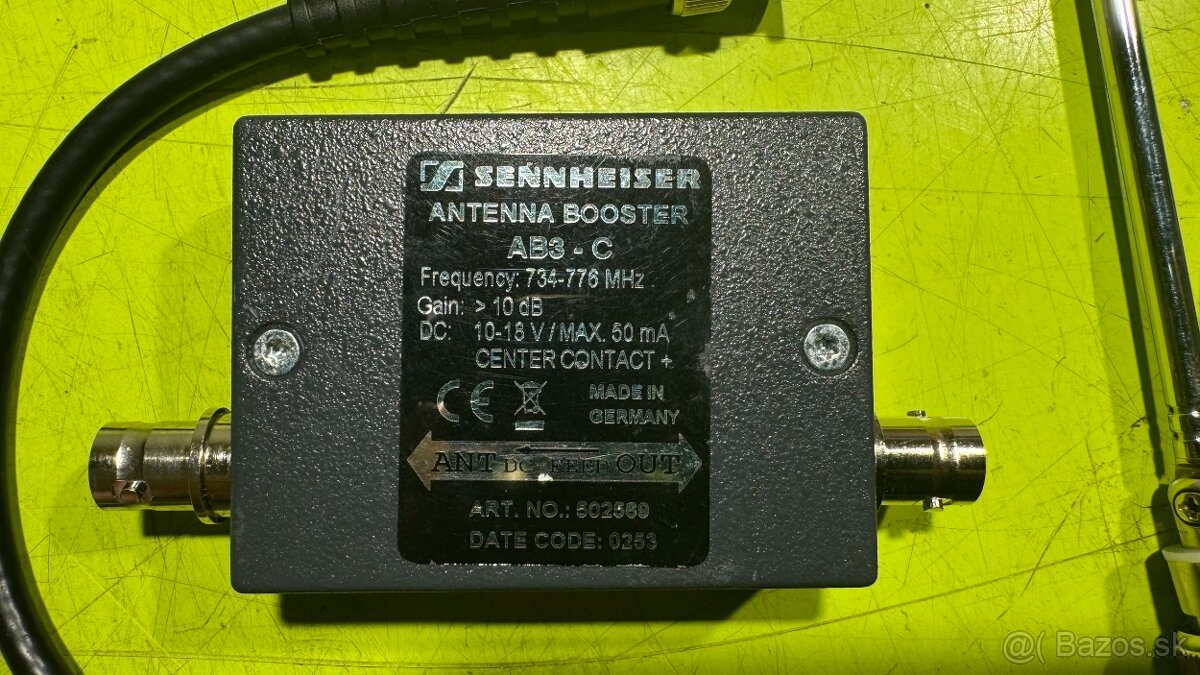 SENNHEISER
ANTENNA BOOSTER
AB3 - C
Frequency: 734-776 MHz
Gain: > 10 dB
DC: 10-18 V / MAX. 50 mA
CENTER CONTACT +
CE
MADE IN
GERMANY
ANT DC FEED OUT
ART. NO.: 502569
DATE CODE: 0253
@( Bazos.sk